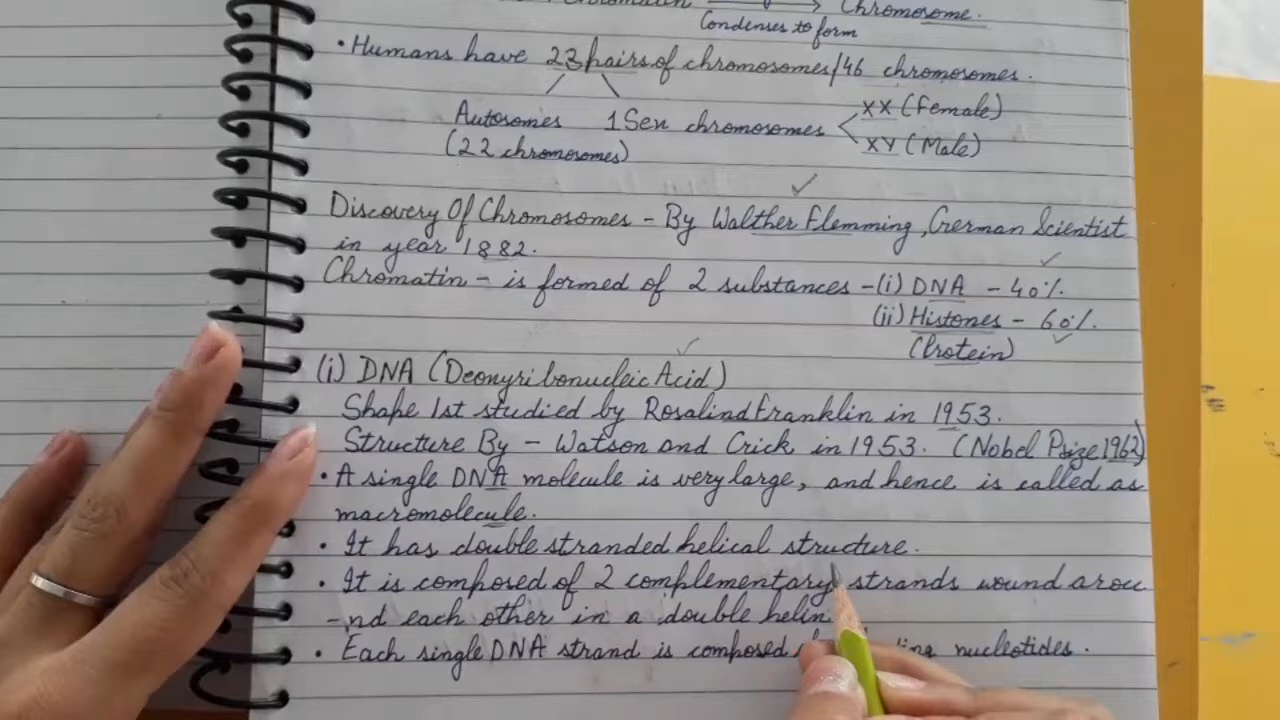 Chromosome.
Condenses to form
• Humans have 23 pairs of chromosomes/46 chromosomes.
Autosomes 1 Sex chromosomes XX (Female)
(22 chromosomes) XY (Male)
Discovery Of Chromosomes - By Walther Flemming, German Scientist
in year 1882.
Chromatin - is formed of 2 substances - (i) DNA - 40%.
(ii) Histones - 60%.
(Protein)
(i) DNA (Deoxyribonucleic Acid)
Shape 1st studied by Rosalind Franklin in 1953.
Structure By - Watson and Crick in 1953. (Nobel Prize 1962)
• A single DNA molecule is very large, and hence is called as
macromolecule.
• It has double stranded helical structure.
• It is composed of 2 complementary strands wound arou
-nd each other in a double helix.
• Each single DNA strand is composed nucleotides.